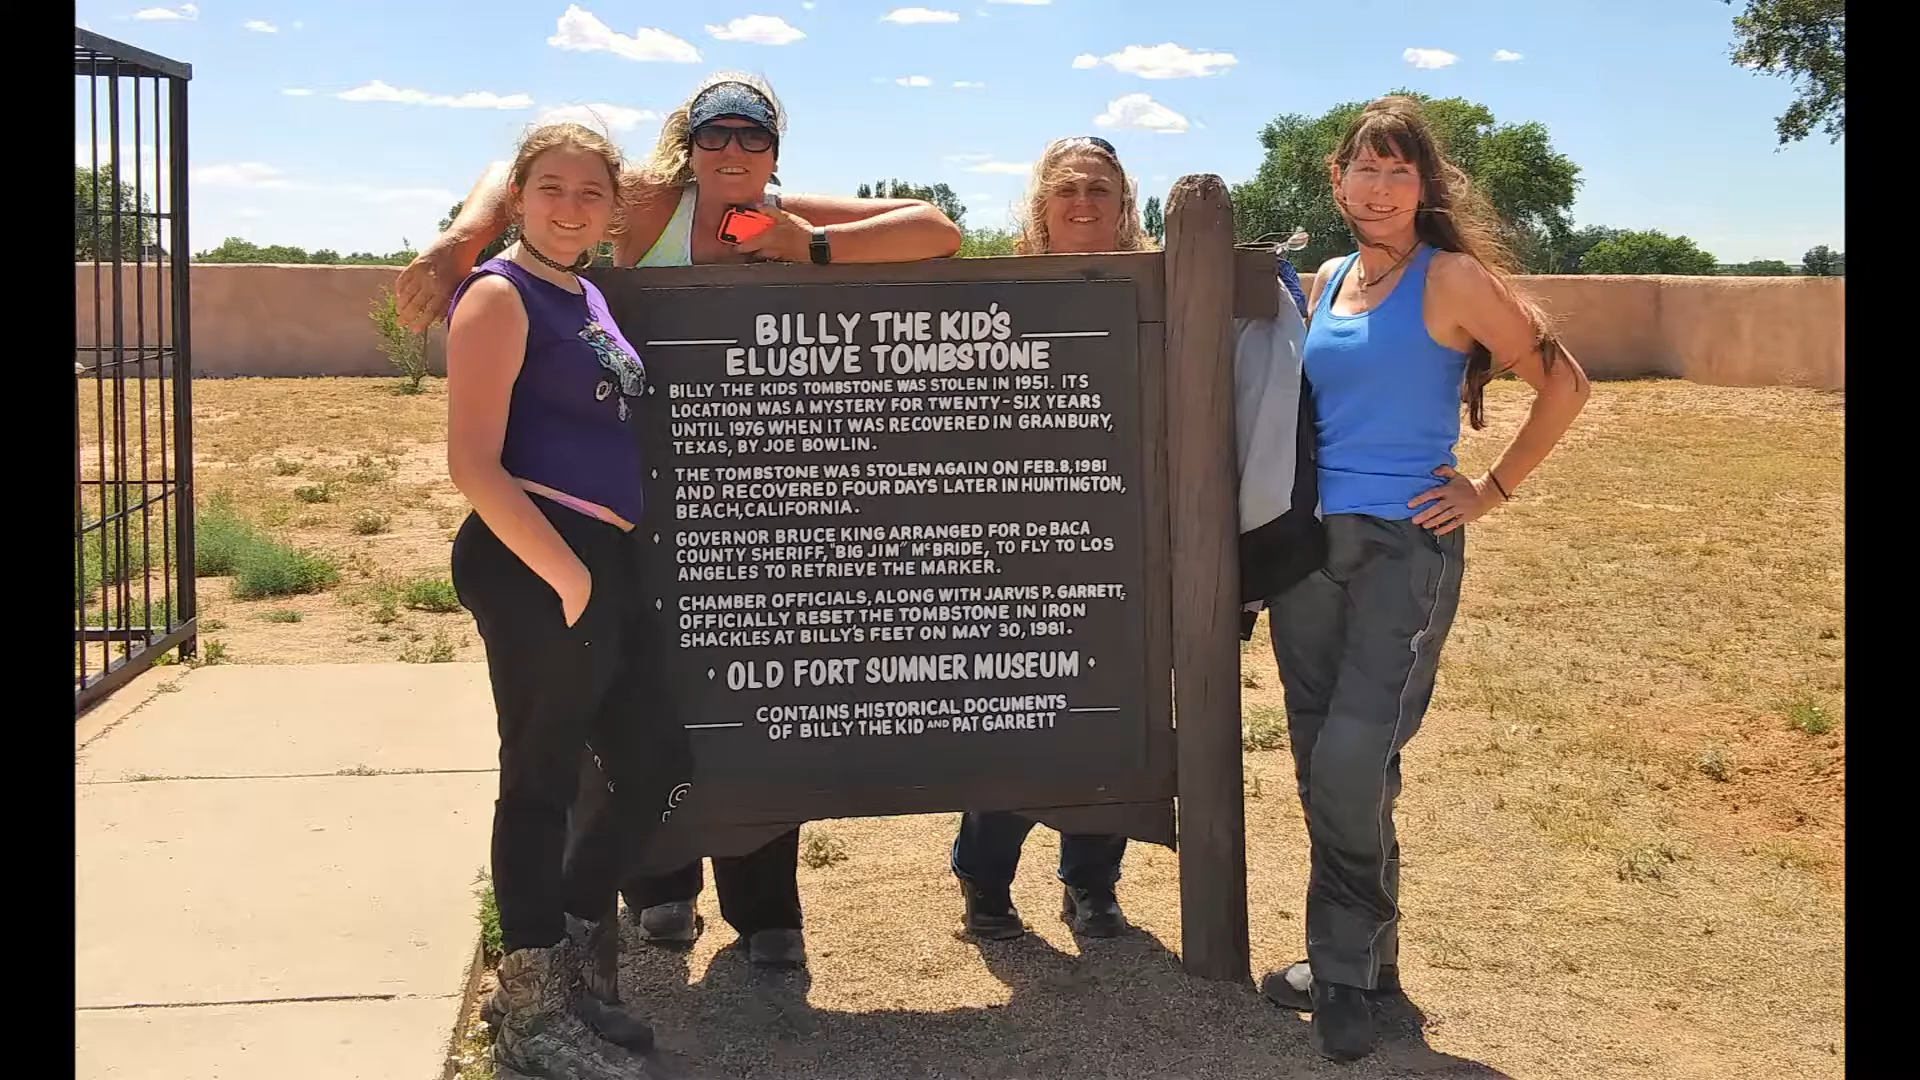 BILLY THE KID'S
ELUSIVE TOMBSTONE
BILLY THE KIDS TOMBSTONE WAS STOLEN IN 1951. ITS
LOCATION WAS A MYSTERY FOR TWENTY-SIX YEARS
UNTIL 1976 WHEN IT WAS RECOVERED IN GRANBURY,
TEXAS, BY JOE BOWLIN.
THE TOMBSTONE WAS STOLEN AGAIN ON FEB.8,1981
AND RECOVERED FOUR DAYS LATER IN HUNTINGTON,
BEACH,CALIFORNIA.
GOVERNOR BRUCE KING ARRANGED FOR DeBACA
COUNTY SHERIFF, "BIG JIM" McBRIDE, TO FLY TO LOS
ANGELES TO RETRIEVE THE MARKER.
CHAMBER OFFICIALS, ALONG WITH JARVIS P. GARRETT,
OFFICIALLY RESET THE TOMBSTONE IN IRON
SHACKLES AT BILLY'S FEET ON MAY 30, 1981.
• OLD FORT SUMNER MUSEUM •
CONTAINS HISTORICAL DOCUMENTS
OF BILLY THE KID AND PAT GARRETT